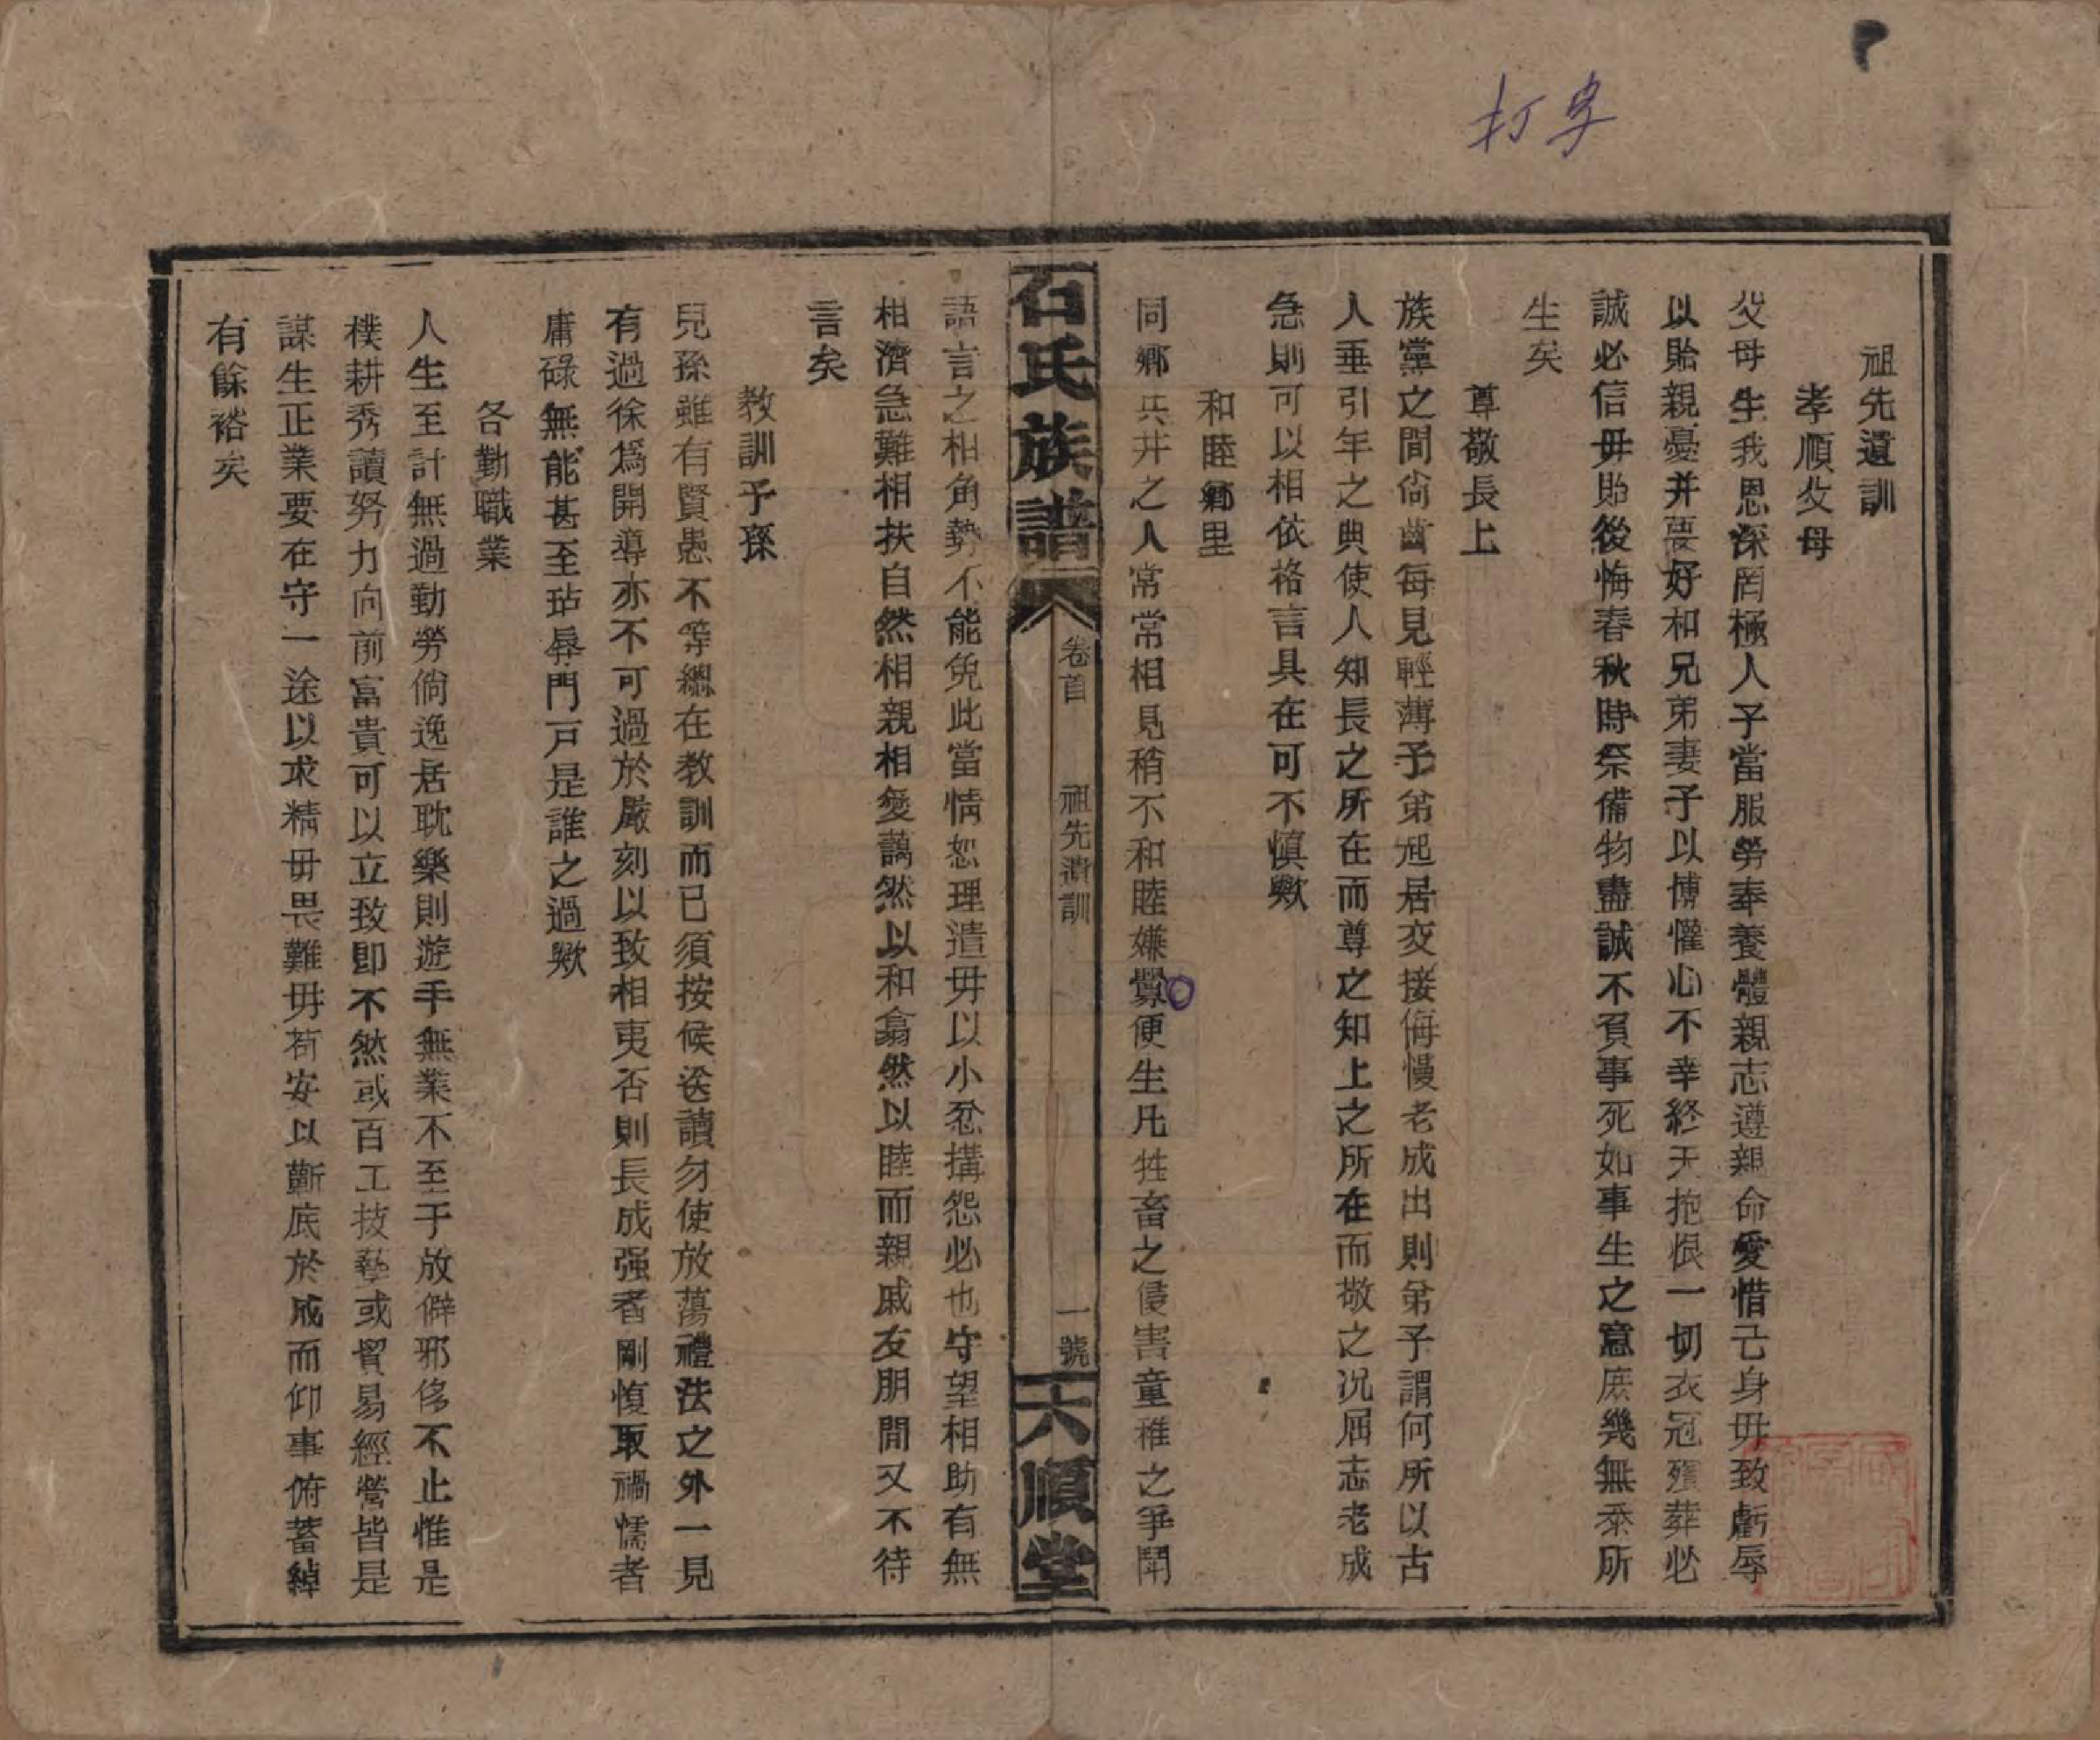 打字
祖先遺訓
孝順父母
父母生我恩深罔極人子當服勞奉養體親志遵親命愛惜己身毋致虧辱
以貽親憂并要好和兄弟妻子以博懽心不幸終天抱恨一切衣冠殯葬必
誠必信毋貽後悔春秋時祭備物盡誠不負事死如事生之意庶幾無忝所
生矣
尊敬長上
族黨之間尙齒每見輕薄子弟起居交接侮慢老成出則弟子謂何所以古
人垂引年之典使人知長之所在而尊之知上之所在而敬之况屈志老成
急則可以相依格言具在可不慎歟
和睦鄉里
同鄉共井之人常常相見稍不和睦嫌釁便生凡牲畜之侵害童稚之爭鬭
石氏族譜
卷首
祖先遺訓
一號
六順堂
語言之相角勢不能免此當情恕理遣毋以小忿搆怨必也守望相助有無
相濟急難相扶自然相親相愛藹然以和翕然以睦而親戚友朋間又不待
言矣
教訓子孫
兒孫雖有賢愚不等緫在教訓而已須按候送讀勿使放蕩禮法之外一見
有過徐爲開導亦不可過於嚴刻以致相夷否則長成强者剛愎取禍懦者
庸碌無能甚至玷辱門戸是誰之過歟
各勤職業
人生至計無過勤勞倘逸居耽樂則遊手無業不至于放僻邪侈不止惟是
樸耕秀讀努力向前富貴可以立致即不然或百工技藝或貿易經營皆是
謀生正業要在守一途以求精毋畏難毋苟安以蘄底於成而仰事俯蓄綽
有餘裕矣